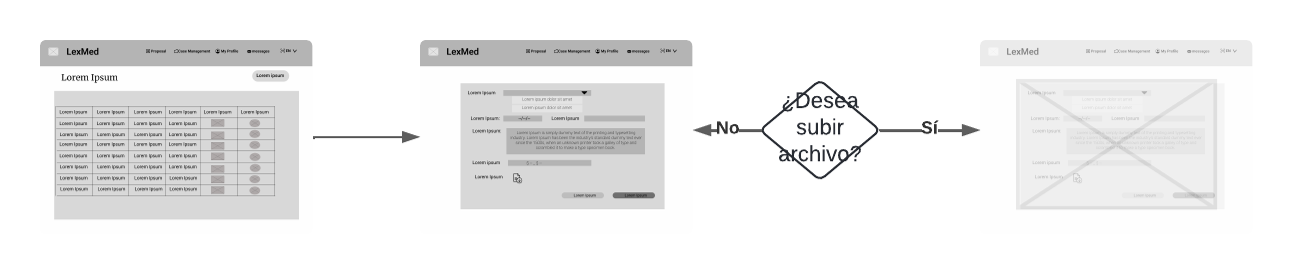 LexMed
Proposal Case Management My Profile messages EN
Lorem Ipsum
Lorem Ipsum
Lorem Ipsum Lorem Ipsum Lorem Ipsum Lorem Ipsum Lorem Ipsum Lorem Ipsum
Lorem Ipsum Lorem Ipsum Lorem Ipsum Lorem Ipsum
Lorem Ipsum Lorem Ipsum Lorem Ipsum Lorem Ipsum
Lorem Ipsum Lorem Ipsum Lorem Ipsum Lorem Ipsum
Lorem Ipsum Lorem Ipsum Lorem Ipsum Lorem Ipsum
Lorem Ipsum Lorem Ipsum Lorem Ipsum Lorem Ipsum
Lorem Ipsum Lorem Ipsum Lorem Ipsum Lorem Ipsum
Lorem Ipsum Lorem Ipsum Lorem Ipsum Lorem Ipsum
LexMed
Proposal Case Management My Profile messages EN
Lorem Ipsum
Lorem ipsum dolor sit amet
Lorem ipsum dolor sit amet
Lorem Ipsum --/--/-- Lorem Ipsum
Lorem Ipsum
Lorem Ipsum is simply dummy text of the printing and typesetting
industry. Lorem Ipsum has been the industry's standard dummy text ever
since the 1500s, when an unknown printer took a galley of type and
scrambled it to make a type specimen book.
Lorem Ipsum
Lorem Ipsum
Lorem Ipsum Lorem Ipsum
No
¿Desea
subir
archivo?
Sí
LexMed
Proposal Case Management My Profile messages EN
Lorem Ipsum
Lorem ipsum dolor sit amet
Lorem ipsum dolor sit amet
Lorem Ipsum Lorem Ipsum
Lorem Ipsum
Lorem Ipsum
Lorem Ipsum
Lorem Ipsum Lorem Ipsum